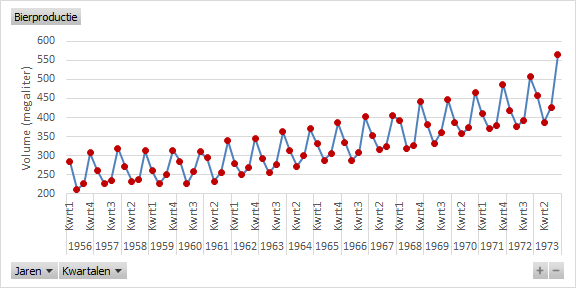 Bierproductie
Volume (megaliter)
600
550
500
450
400
350
300
250
200
Kwrt1 Kwrt4 Kwrt3 Kwrt2 Kwrt1 Kwrt4 Kwrt3 Kwrt2 Kwrt1 Kwrt4 Kwrt3 Kwrt2 Kwrt1 Kwrt4 Kwrt3 Kwrt2 Kwrt1 Kwrt4 Kwrt3 Kwrt2 Kwrt1 Kwrt4 Kwrt3 Kwrt2
1956 1957 1958 1959 1960 1961 1962 1963 1964 1965 1966 1967 1968 1969 1970 1971 1972 1973
Jaren Kwartalen + −